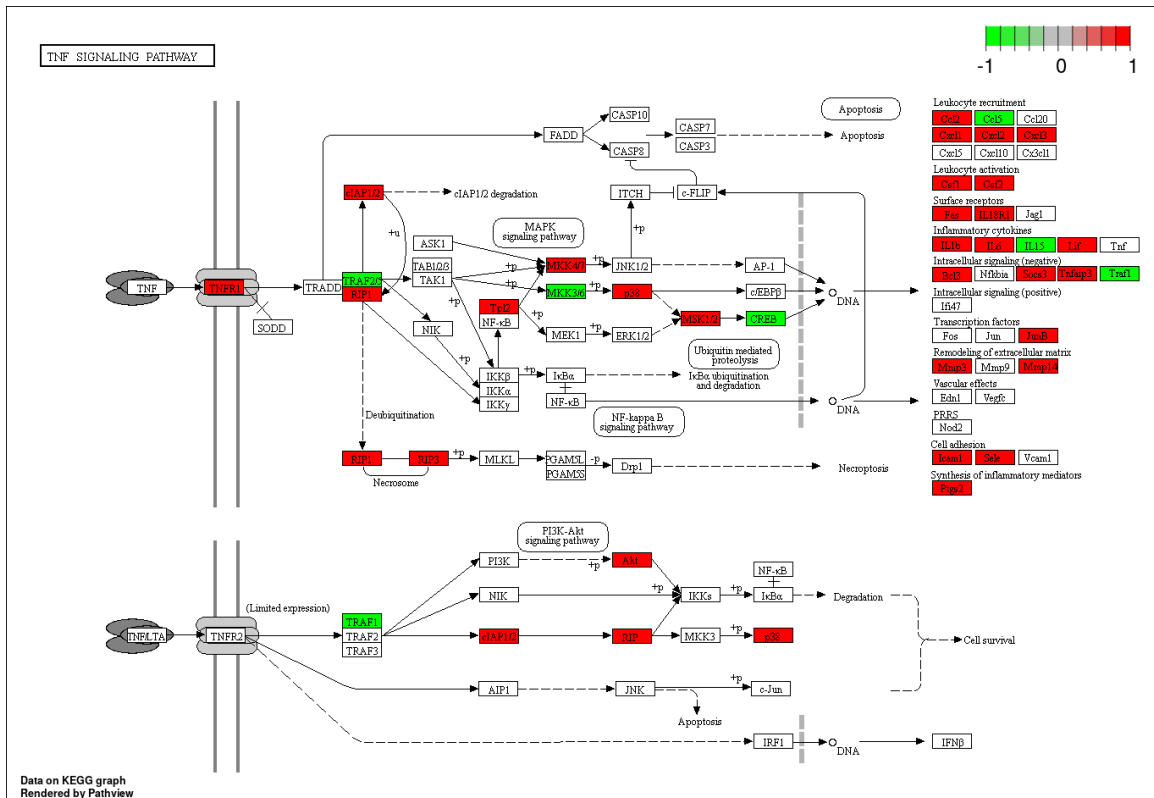 TNF SIGNALING PATHWAY
-1 0 1
Apoptosis
Leukocyte recruitment
Ccl2 Ccl5 Ccl20
Cxcl1 Cxcl2 Cxcl3
Cxcl5 Cxcl10 Cx3cl1
Leukocyte activation
Csf1 Csf2
Surface receptors
Fas IL18R1 Jag1
Inflammatory cytokines
IL1b IL6 IL15 Lif Tnf
Intracellular signaling (negative)
Bcl3 Nfkbia Socs3 Tnfaip3 Traf1
Intracellular signaling (positive)
Ifi47
Transcription factors
Fos Jun JunB
Remodeling of extracellular matrix
Mmp3 Mmp9 Mmp14
Vascular effects
Edn1 Vegfc
PRRS
Nod2
Cell adhesion
Icam1 Sele Vcam1
Synthesis of inflammatory mediators
Ptgs2
CASP10
FADD
CASP8
CASP7
CASP3
Apoptosis
cIAP1/2
cIAP1/2 degradation
+u
ITCH
c-FLIP
+p
MAPK
signaling pathway
ASK1
TAB1/2/3
TAK1
+p
+p
+p
MKK4/7
+p
JNK1/2
AP-1
TNF
TNFR1
SODD
TRADD
TRAF2/5
RIP1
MKK3/6
+p
p38
c/EBPβ
DNA
Tpl2
NF-κB
NIK
MEK1
+p
ERK1/2
MSK1/2
CREB
+p
+p
IKKβ
IKKα
IKKγ
+p
IκBα
NF-κB
Ubiquitin mediated
proteolysis
IκBα ubiquitination
and degradation
DNA
NF-kappa B
signaling pathway
Deubiquitination
RIP1
RIP3
+p
MLKL
PGAM5L
PGAM5S
-p
Drp1
Necroptosis
Necrosome
PI3K-Akt
signaling pathway
PI3K
+p
Akt
NF-κB
NIK
+p
IKKs
+p
IκBα
Degradation
(Limited expression)
TNF/LTA
TNFR2
TRAF1
TRAF2
TRAF3
cIAP1/2
RIP
MKK3
+p
p38
Cell survival
AIP1
JNK
+p
c-Jun
Apoptosis
IRF1
DNA
IFNβ
Data on KEGG graph
Rendered by Pathview